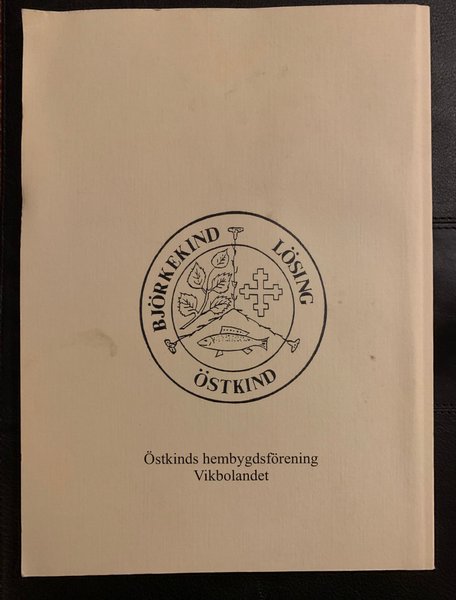 BJÖRKEKIND
LÖSING
ÖSTKIND
Östkinds hembygdsförening
Vikbolandet